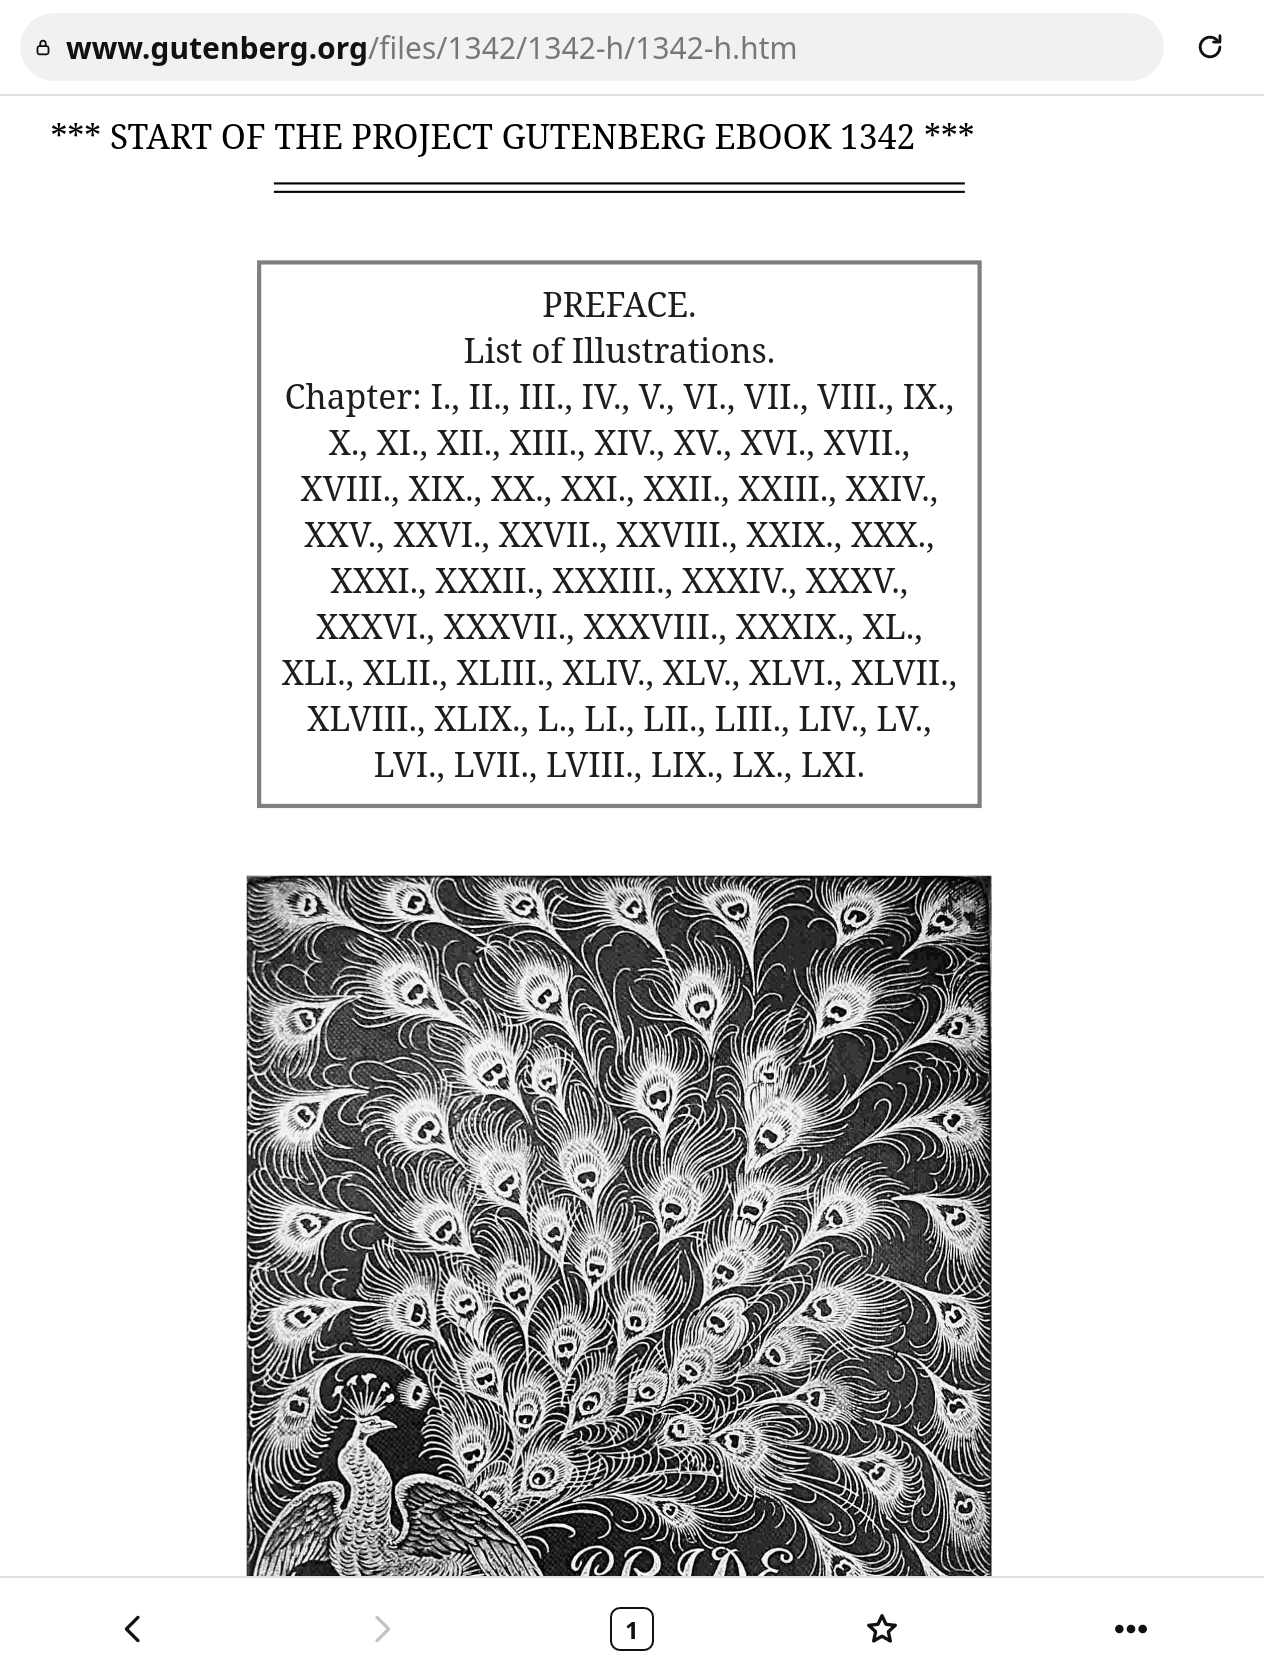 www.gutenberg.org/files/1342/1342-h/1342-h.htm
*** START OF THE PROJECT GUTENBERG EBOOK 1342 ***
PREFACE.
List of Illustrations.
Chapter: I., II., III., IV., V., VI., VII., VIII., IX.,
X., XI., XII., XIII., XIV., XV., XVI., XVII.,
XVIII., XIX., XX., XXI., XXII., XXIII., XXIV.,
XXV., XXVI., XXVII., XXVIII., XXIX., XXX.,
XXXI., XXXII., XXXIII., XXXIV., XXXV.,
XXXVI., XXXVII., XXXVIII., XXXIX., XL.,
XLI., XLII., XLIII., XLIV., XLV., XLVI., XLVII.,
XLVIII., XLIX., L., LI., LII., LIII., LIV., LV.,
LVI., LVII., LVIII., LIX., LX., LXI.
PRIDE
1